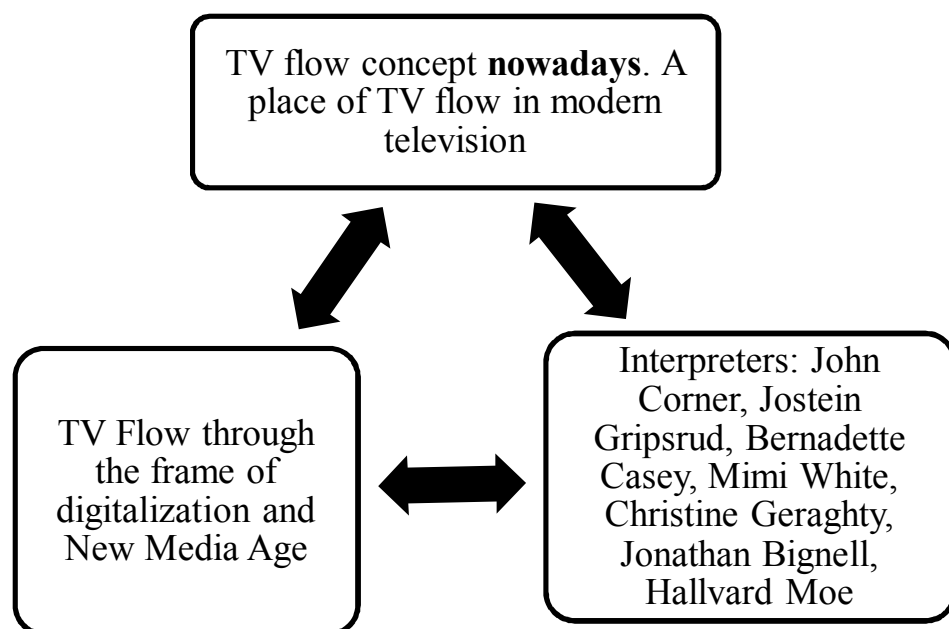 TV flow concept nowadays. A
place of TV flow in modern
television
TV Flow through
the frame of
digitalization and
New Media Age
Interpreters: John
Corner, Jostein
Gripsrud, Bernadette
Casey, Mimi White,
Christine Geraghty,
Jonathan Bignell,
Hallvard Moe